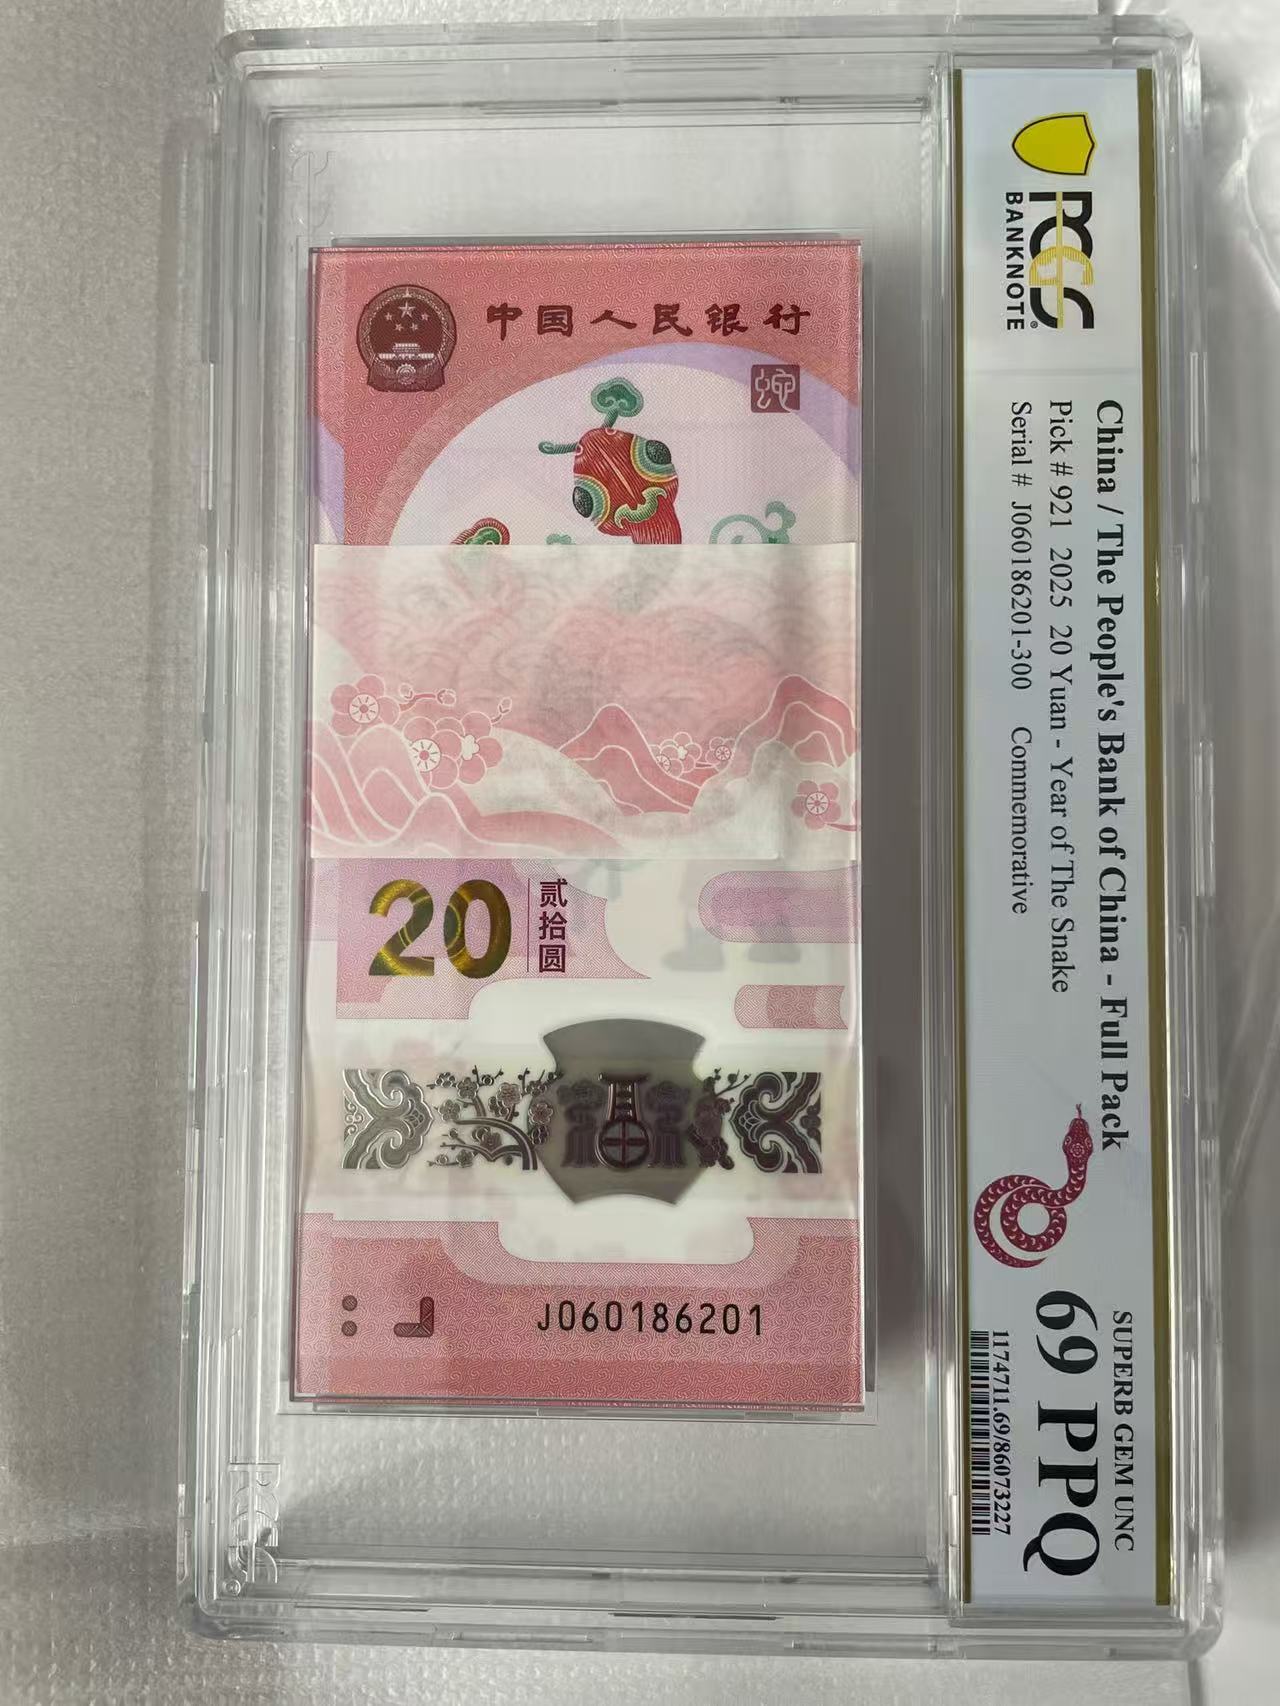 中国人民银行
蛇
20
贰拾圆
J060186201
PCGS
BANKNOTE
China / The People's Bank of China - Full Pack
Pick # 921 2025 20 Yuan - Year of The Snake
Serial # J060186201-300 Commemorative
SUPERB GEM UNC
69 PPQ
1174711.69/86073227
PCGS